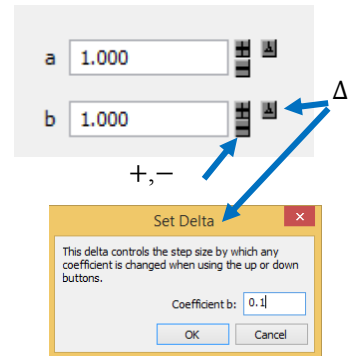 a 1.000
Δ
b 1.000
+,−
Set Delta
This delta controls the step size by which any
coefficient is changed when using the up or down
buttons.
Coefficient b: 0.1
OK Cancel